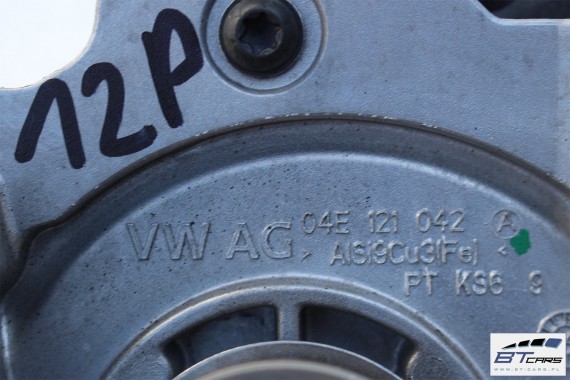 12P
VW AG
04E 121 042 A
> AlSi9Cu3(Fe) <
PT KS6 9
BT CARS
WWW.BT-CARS.PL